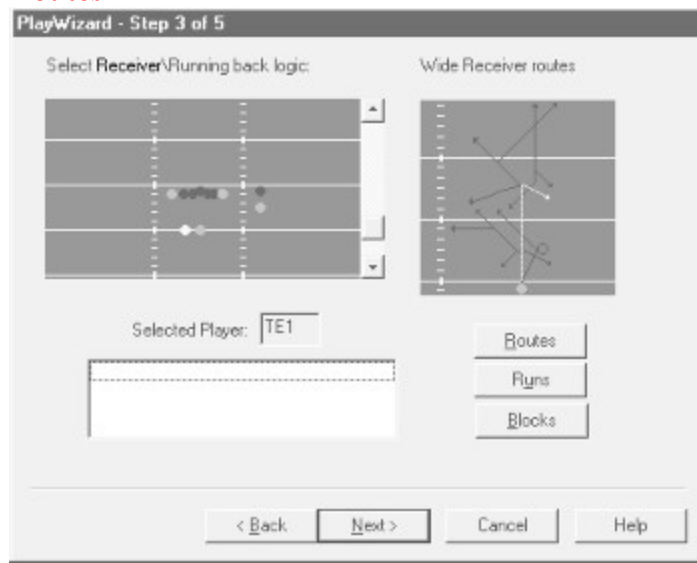 PlayWizard - Step 3 of 5
Select Receiver\Running back logic:
Wide Receiver routes
Selected Player: TE1
Routes
Runs
Blocks
< Back
Next >
Cancel
Help